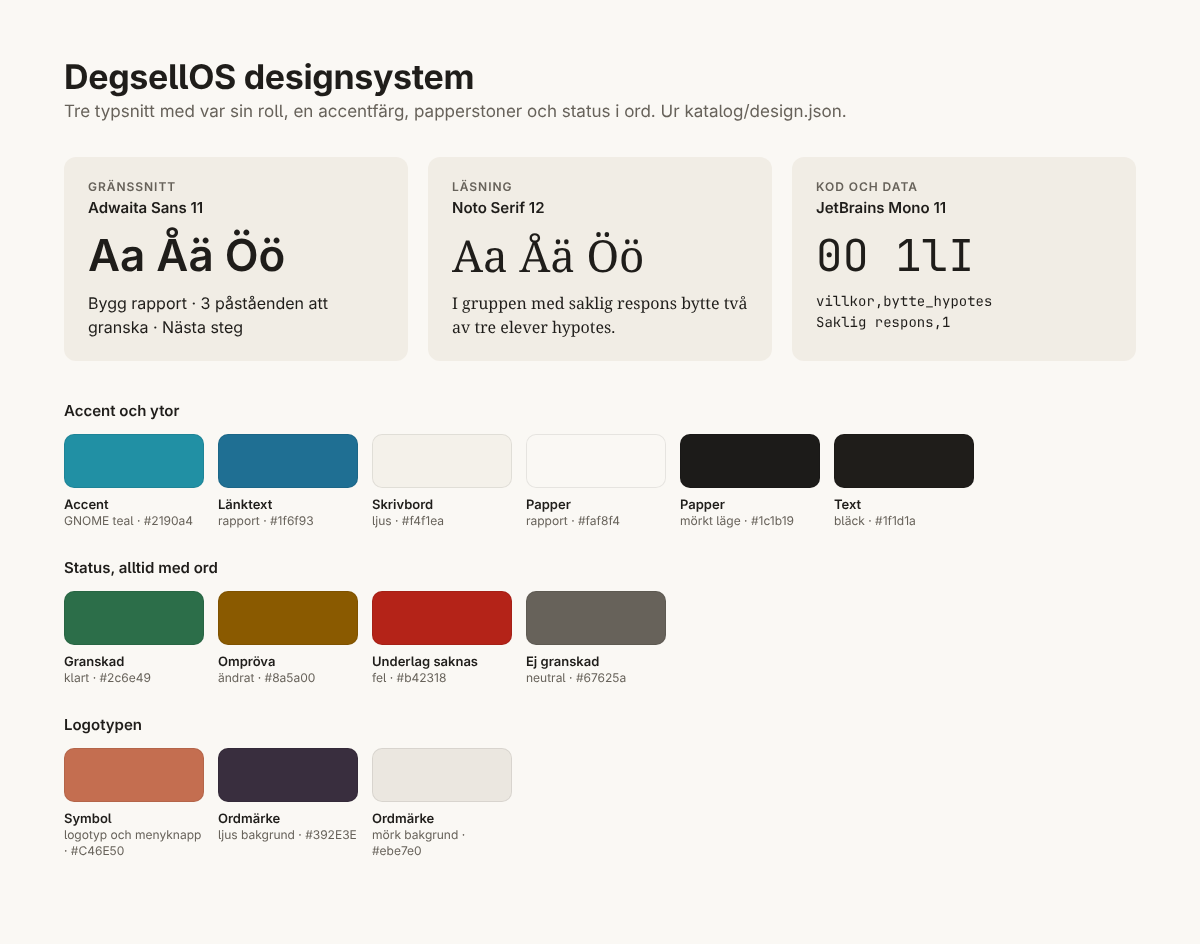 DegsellOS designsystem
Tre typsnitt med var sin roll, en accentfärg, papperstoner och status i ord. Ur katalog/design.json.
GRÄNSSNITT
Adwaita Sans 11
Aa Åä Öö
Bygg rapport · 3 påståenden att
granska · Nästa steg
LÄSNING
Noto Serif 12
Aa Åä Öö
I gruppen med saklig respons bytte två
av tre elever hypotes.
KOD OCH DATA
JetBrains Mono 11
0O 1lI
villkor,bytte_hypotes
Saklig respons,1
Accent och ytor
Accent
GNOME teal · #2190a4
Länktext
rapport · #1f6f93
Skrivbord
ljus · #f4f1ea
Papper
rapport · #faf8f4
Papper
mörkt läge · #1c1b19
Text
bläck · #1f1d1a
Status, alltid med ord
Granskad
klart · #2c6e49
Ompröva
ändrat · #8a5a00
Underlag saknas
fel · #b42318
Ej granskad
neutral · #67625a
Logotypen
Symbol
logotyp och menyknapp
· #C46E50
Ordmärke
ljus bakgrund · #392E3E
Ordmärke
mörk bakgrund ·
#ebe7e0